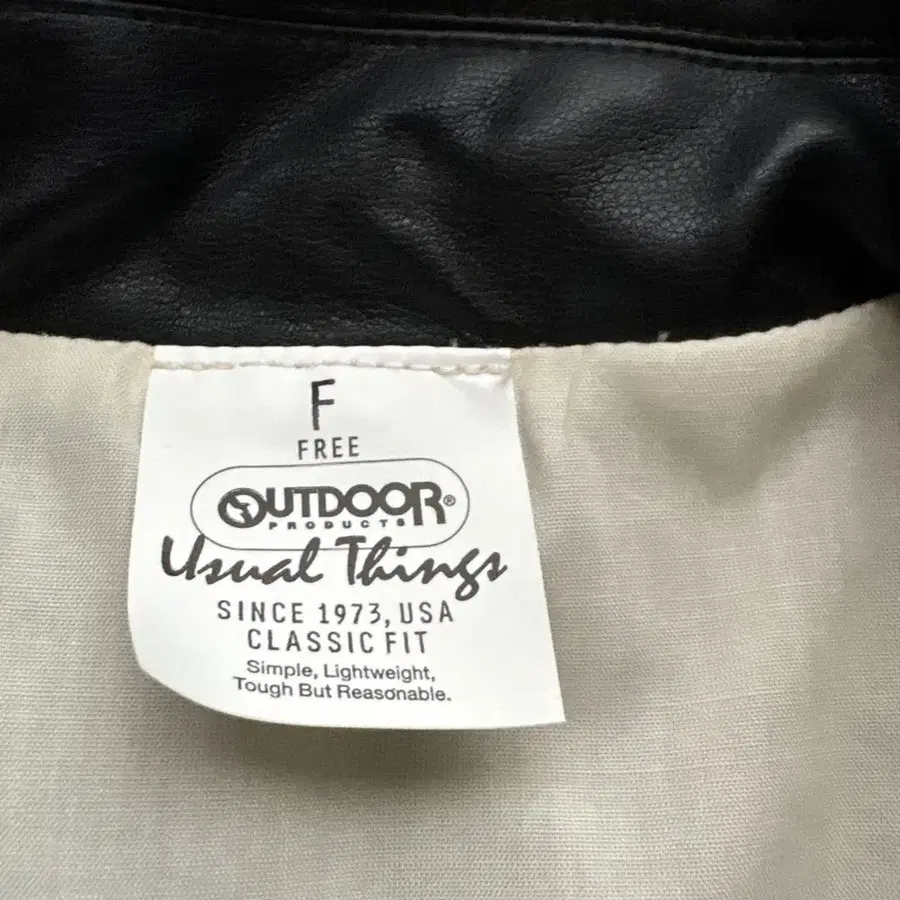 F
FREE
OUTDOOR®
PRODUCTS
Usual Things
SINCE 1973, USA
CLASSIC FIT
Simple, Lightweight,
Tough But Reasonable.